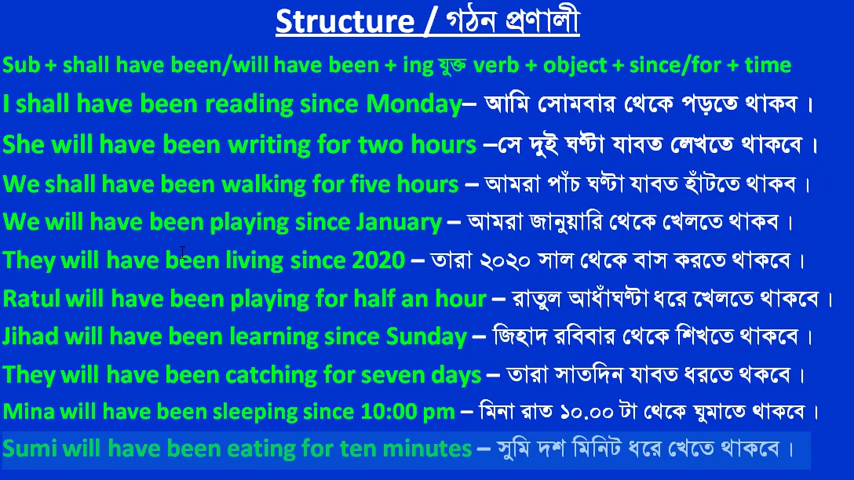 Structure / গঠন প্রণালী
Sub + shall have been/will have been + ing যুক্ত verb + object + since/for + time
I shall have been reading since Monday– আমি সোমবার থেকে পড়তে থাকব ।
She will have been writing for two hours –সে দুই ঘণ্টা যাবত লেখতে থাকবে ।
We shall have been walking for five hours – আমরা পাঁচ ঘণ্টা যাবত হাঁটতে থাকব ।
We will have been playing since January – আমরা জানুয়ারি থেকে খেলতে থাকব ।
They will have been living since 2020 – তারা ২০২০ সাল থেকে বাস করতে থাকবে ।
Ratul will have been playing for half an hour – রাতুল আধাঁঘণ্টা ধরে খেলতে থাকবে ।
Jihad will have been learning since Sunday – জিহাদ রবিবার থেকে শিখতে থাকবে ।
They will have been catching for seven days – তারা সাতদিন যাবত ধরতে থকবে ।
Mina will have been sleeping since 10:00 pm – মিনা রাত ১০.০০ টা থেকে ঘুমাতে থাকবে ।
Sumi will have been eating for ten minutes – সুমি দশ মিনিট ধরে খেতে থাকবে ।